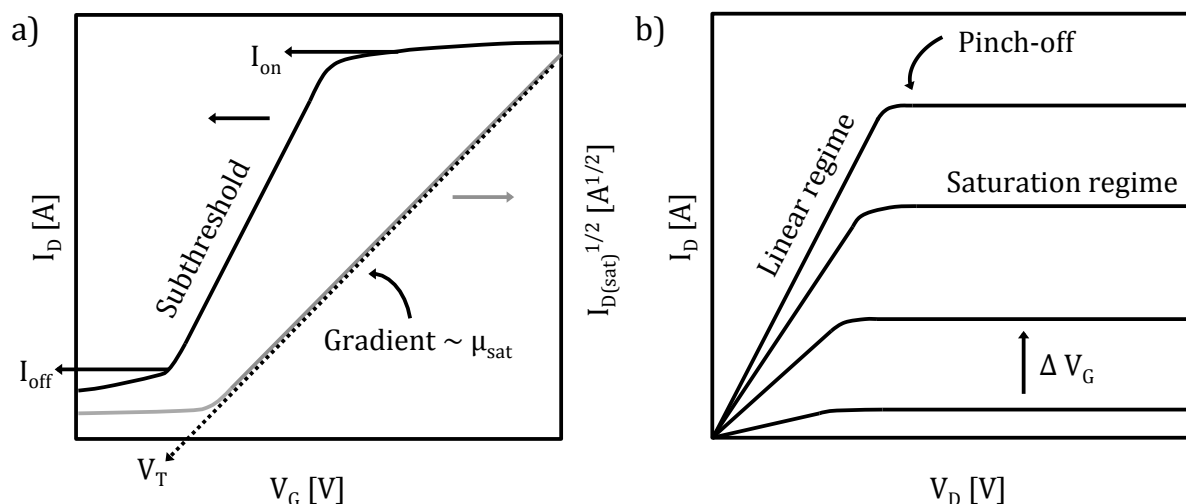 a)
I_on
Subthreshold
I_D [A]
I_off
Gradient ~ μ_sat
V_T
V_G [V]
I_D(sat)^1/2 [A^1/2]
b)
Pinch-off
Linear regime
Saturation regime
I_D [A]
Δ V_G
V_D [V]